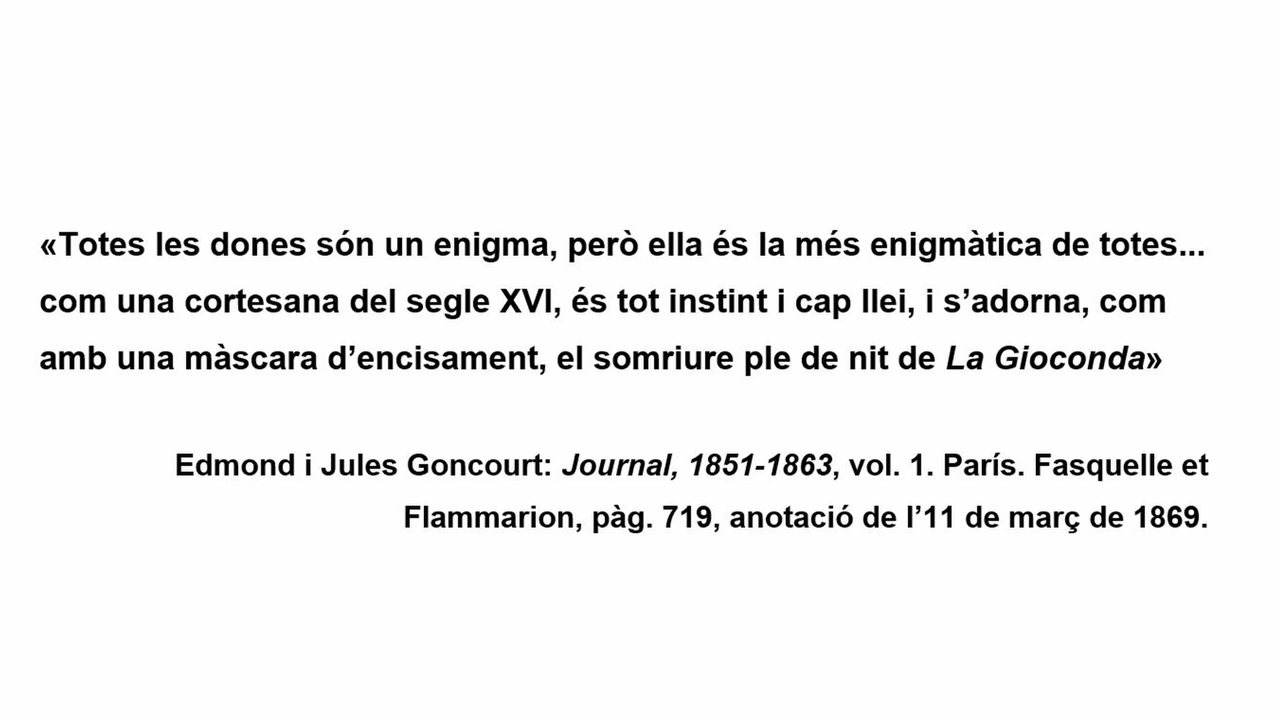 «Totes les dones són un enigma, però ella és la més enigmàtica de totes...
com una cortesana del segle XVI, és tot instint i cap llei, i s’adorna, com
amb una màscara d’encisament, el somriure ple de nit de La Gioconda»
Edmond i Jules Goncourt: Journal, 1851-1863, vol. 1. París. Fasquelle et
Flammarion, pàg. 719, anotació de l’11 de març de 1869.